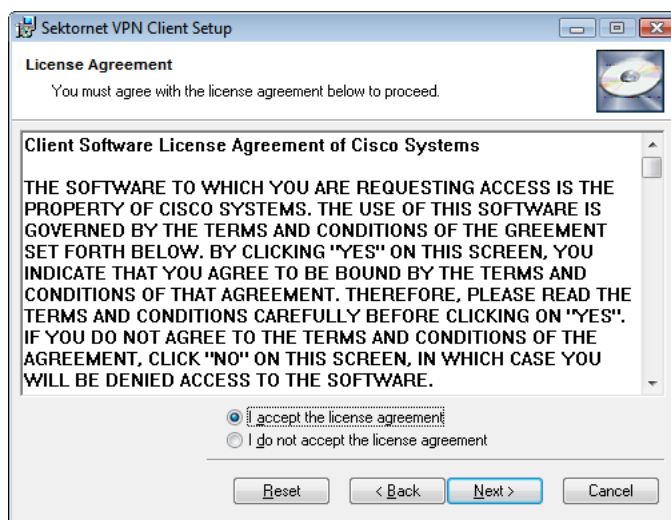 Sektornet VPN Client Setup
License Agreement
You must agree with the license agreement below to proceed.
Client Software License Agreement of Cisco Systems
THE SOFTWARE TO WHICH YOU ARE REQUESTING ACCESS IS THE
PROPERTY OF CISCO SYSTEMS. THE USE OF THIS SOFTWARE IS
GOVERNED BY THE TERMS AND CONDITIONS OF THE GREEMENT
SET FORTH BELOW. BY CLICKING "YES" ON THIS SCREEN, YOU
INDICATE THAT YOU AGREE TO BE BOUND BY THE TERMS AND
CONDITIONS OF THAT AGREEMENT. THEREFORE, PLEASE READ THE
TERMS AND CONDITIONS CAREFULLY BEFORE CLICKING ON "YES".
IF YOU DO NOT AGREE TO THE TERMS AND CONDITIONS OF THE
AGREEMENT, CLICK "NO" ON THIS SCREEN, IN WHICH CASE YOU
WILL BE DENIED ACCESS TO THE SOFTWARE.
I accept the license agreement
I do not accept the license agreement
Reset
< Back
Next >
Cancel